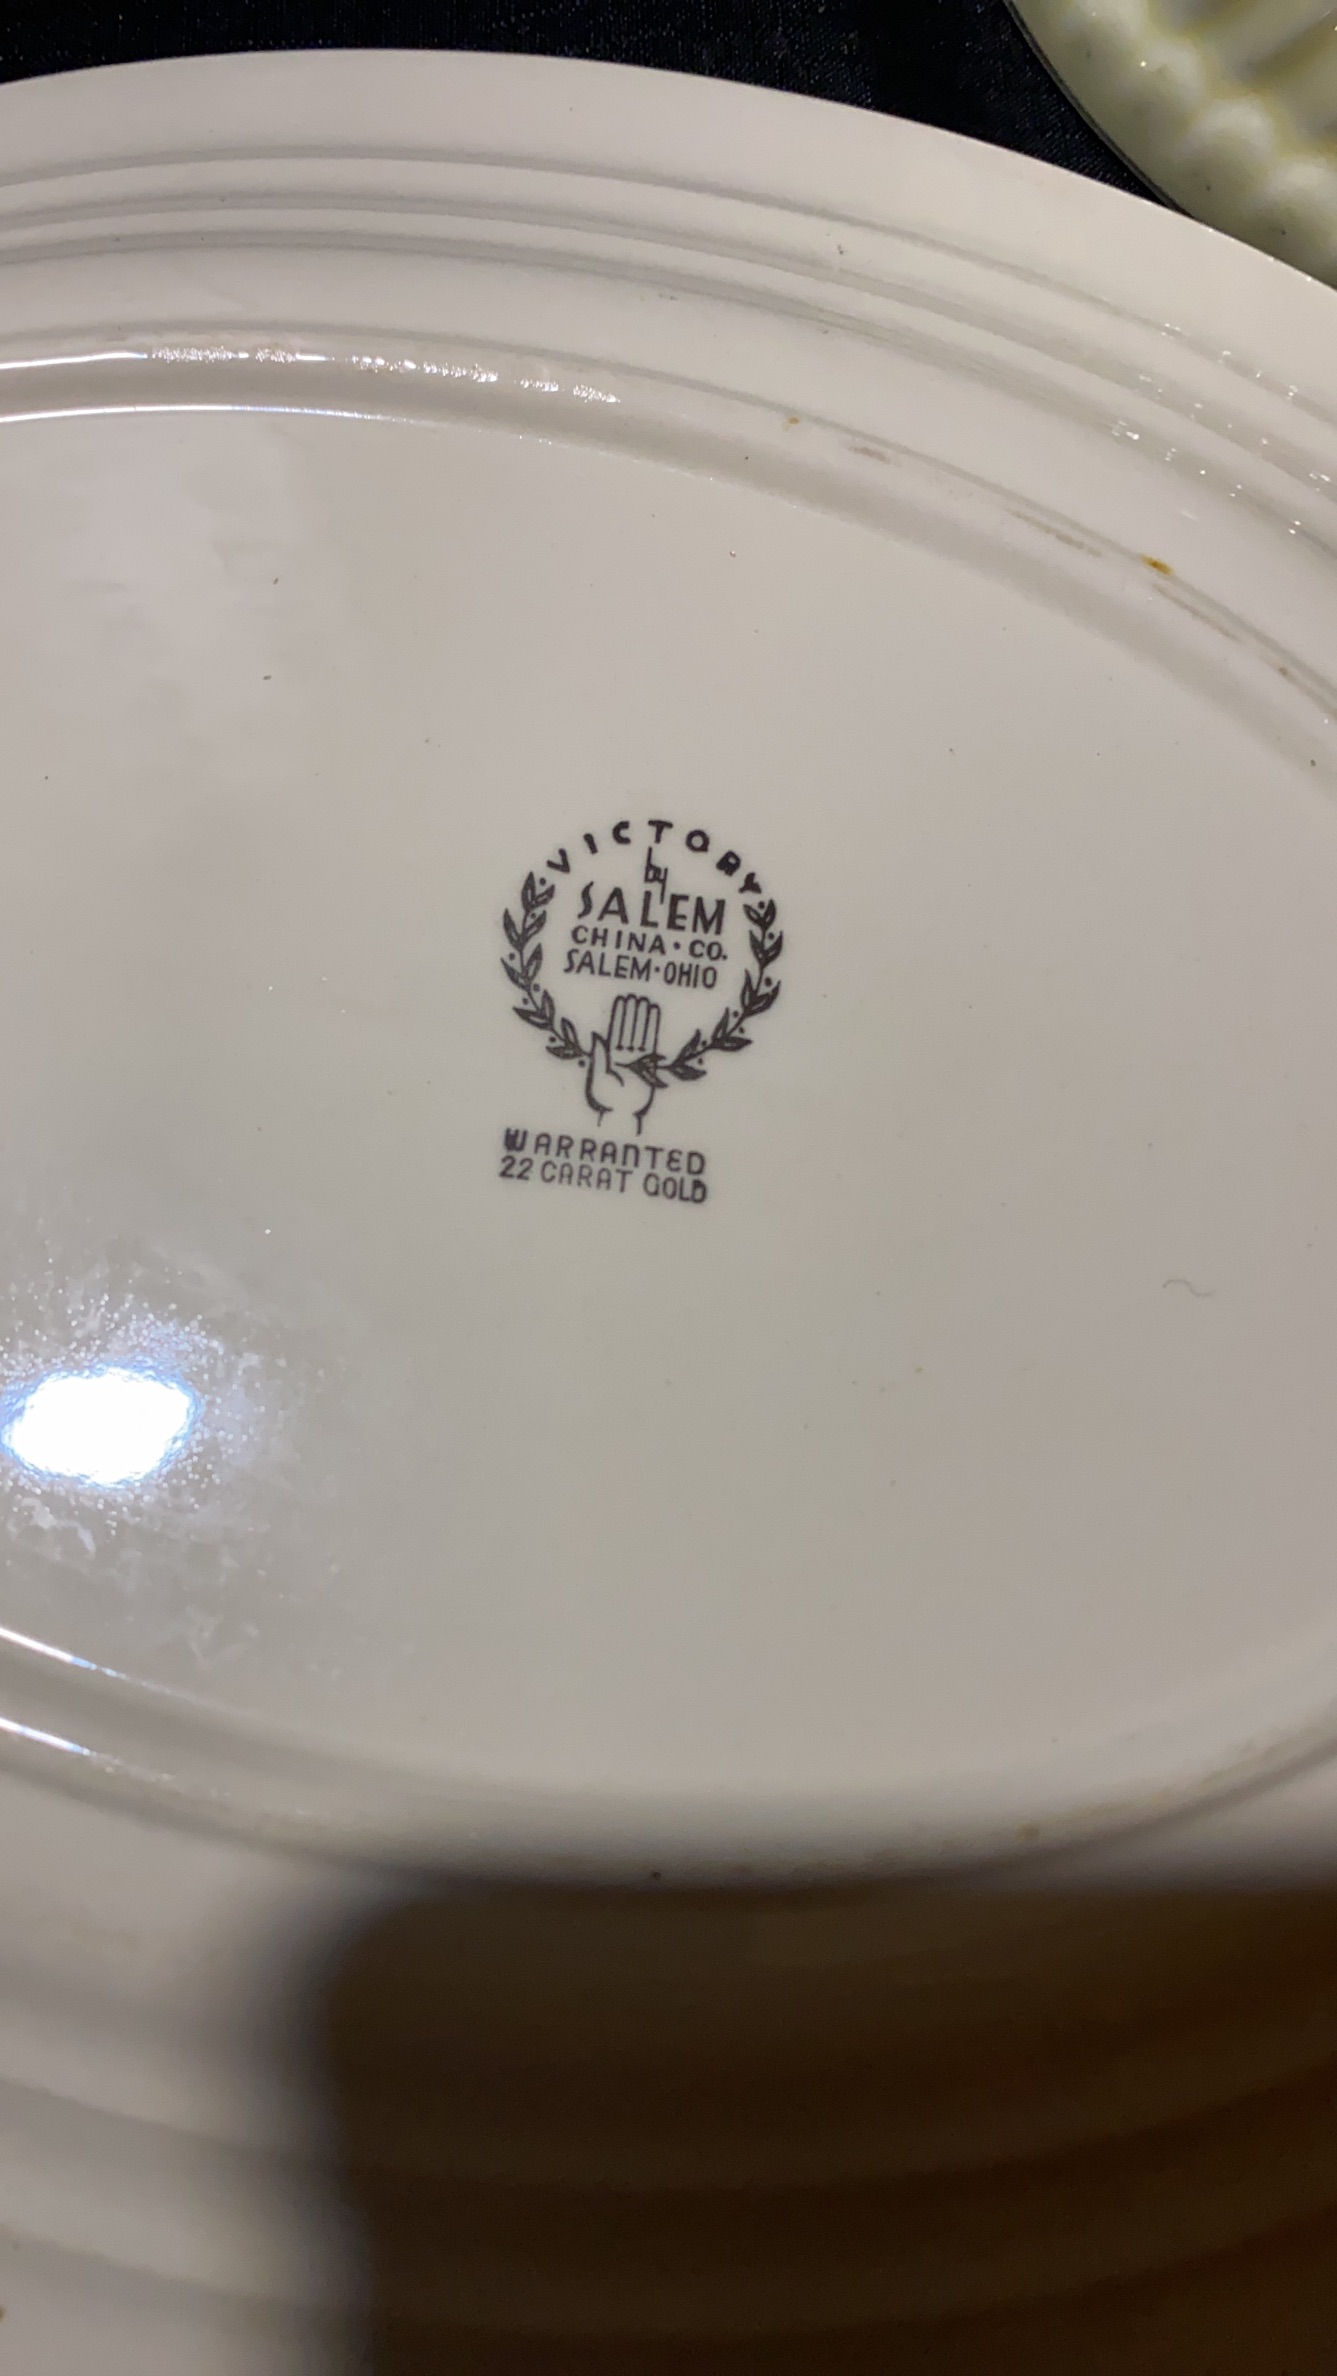 VICTORY
by
SALEM
CHINA · CO.
SALEM · OHIO
WARRANTED
22 CARAT GOLD